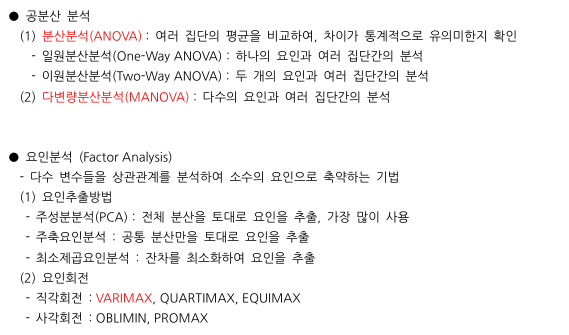 ● 공분산 분석
(1) 분산분석(ANOVA) : 여러 집단의 평균을 비교하여, 차이가 통계적으로 유의미한지 확인
- 일원분산분석(One-Way ANOVA) : 하나의 요인과 여러 집단간의 분석
- 이원분산분석(Two-Way ANOVA) : 두 개의 요인과 여러 집단간의 분석
(2) 다변량분산분석(MANOVA) : 다수의 요인과 여러 집단간의 분석
● 요인분석 (Factor Analysis)
- 다수 변수들을 상관관계를 분석하여 소수의 요인으로 축약하는 기법
(1) 요인추출방법
- 주성분분석(PCA) : 전체 분산을 토대로 요인을 추출, 가장 많이 사용
- 주축요인분석 : 공통 분산만을 토대로 요인을 추출
- 최소제곱요인분석 : 잔차를 최소화하여 요인을 추출
(2) 요인회전
- 직각회전 : VARIMAX, QUARTIMAX, EQUIMAX
- 사각회전 : OBLIMIN, PROMAX